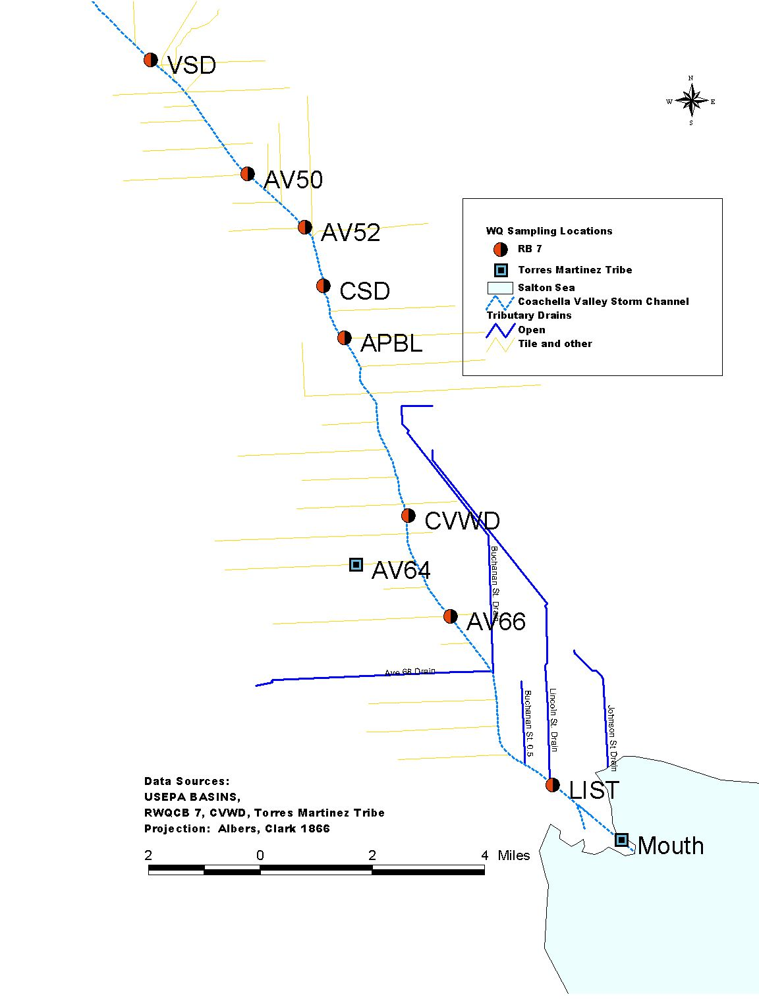 VSD
N
W
E
S
AV50
AV52
WQ Sampling Locations
RB 7
Torres Martinez Tribe
Salton Sea
Coachella Valley Storm Channel
Tributary Drains
Open
Tile and other
CSD
APBL
CVWD
Buchanan St. Drain
AV64
AV66
Ave 68 Drain
Buchanan St. 0.5
Lincoln St. Drain
Johnson St Drain
LIST
Mouth
Data Sources:
USEPA BASINS,
RWQCB 7, CVWD, Torres Martinez Tribe
Projection: Albers, Clark 1866
2 0 2 4 Miles